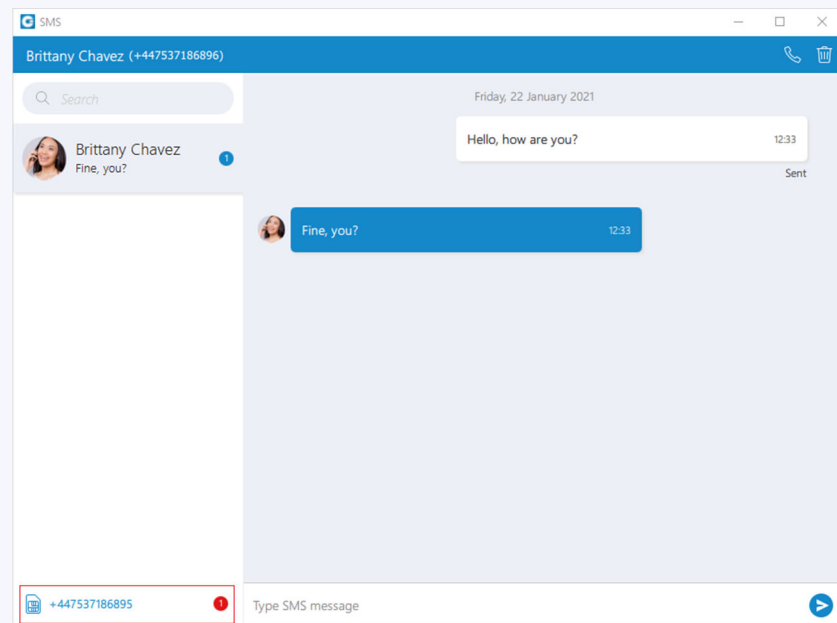 SMS
Brittany Chavez (+447537186896)
Search
Brittany Chavez
Fine, you?
1
Friday, 22 January 2021
Hello, how are you?
12:33
Sent
Fine, you?
12:33
+447537186895
1
Type SMS message